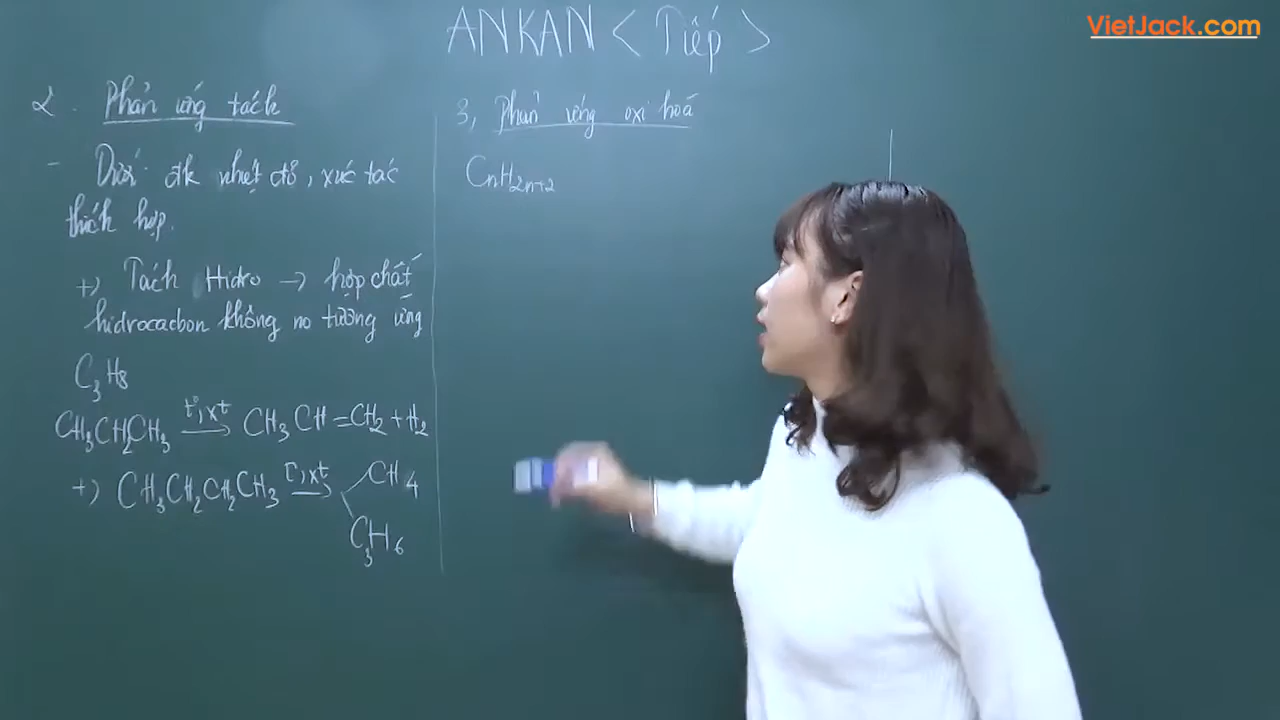 ANKAN < Tiếp >
VietJack.com
2. Phản ứng tách
- Dưới đk nhiệt độ, xúc tác
thích hợp.
+) Tách Hidro → hợp chất
hidrocacbon không no tương ứng
C₃H₈
CH₃CH₂CH₃ t°,xt → CH₃CH=CH₂+H₂
+) CH₃CH₂CH₂CH₃ t°,xt → CH₄
C₃H₆
3, Phản ứng oxi hoá
CnH2n+2